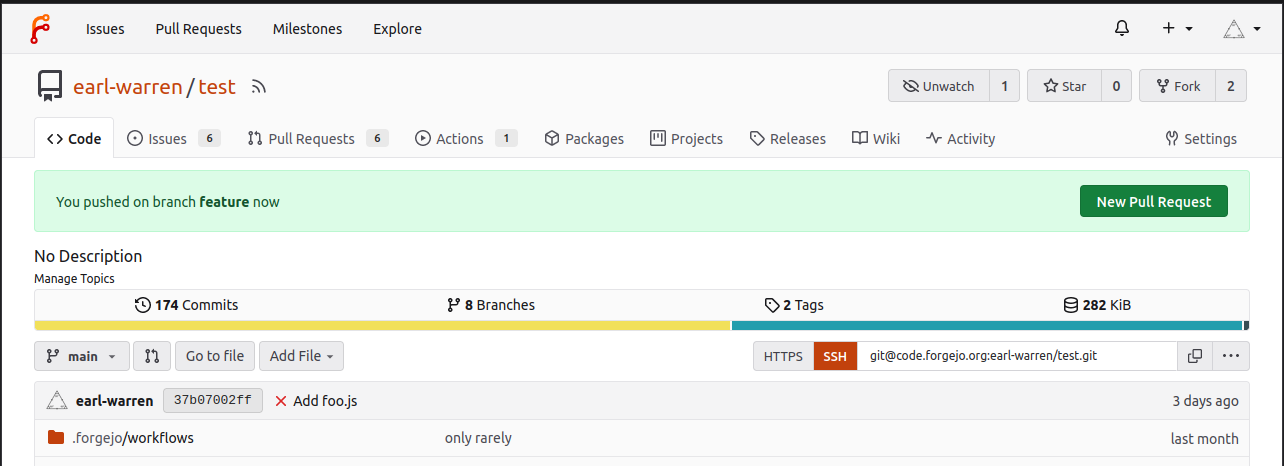 Issues Pull Requests Milestones Explore
earl-warren / test Unwatch 1 Star 0 Fork 2
Code Issues 6 Pull Requests 6 Actions 1 Packages Projects Releases Wiki Activity Settings
You pushed on branch feature now New Pull Request
No Description
Manage Topics
174 Commits 8 Branches 2 Tags 282 KiB
main Go to file Add File HTTPS SSH git@code.forgejo.org:earl-warren/test.git
earl-warren 37b07002ff Add foo.js 3 days ago
.forgejo/workflows only rarely last month